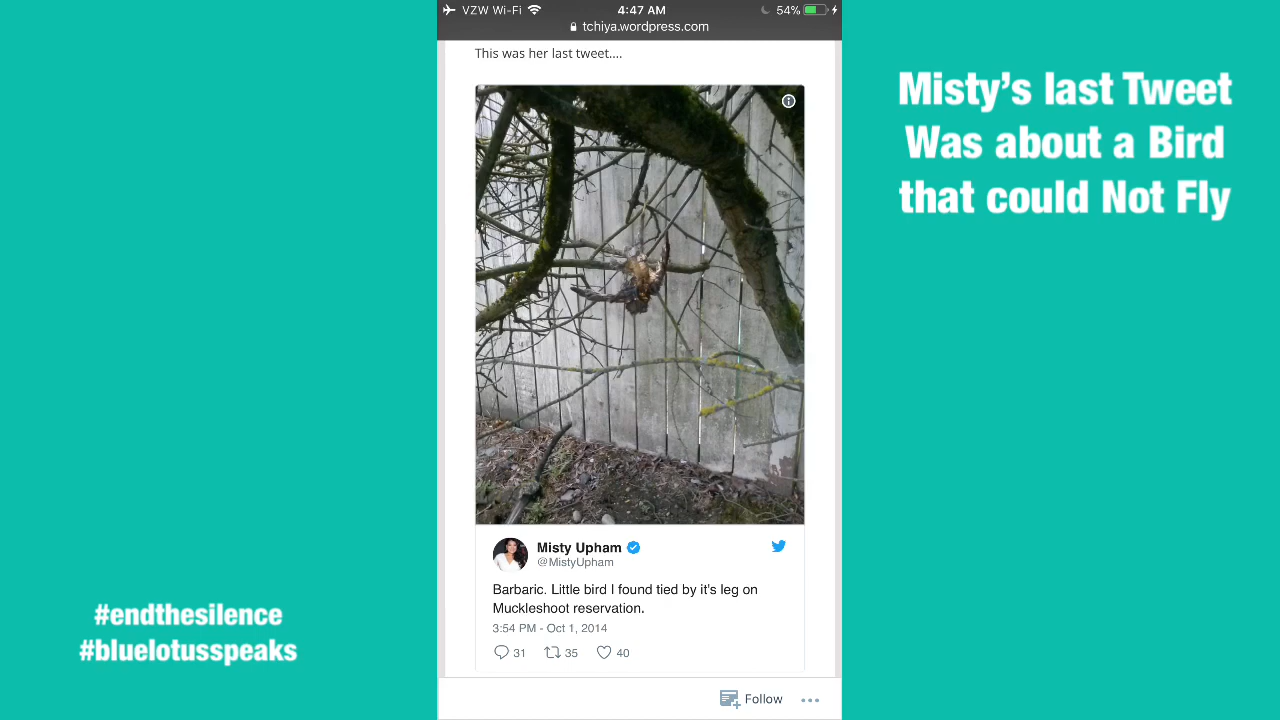 VZW Wi-Fi 4:47 AM 54%
tchiya.wordpress.com
This was her last tweet....
Misty's last Tweet
Was about a Bird
that could Not Fly
Misty Upham
@MistyUpham
Barbaric. Little bird I found tied by it's leg on
Muckleshoot reservation.
3:54 PM - Oct 1, 2014
31 35 40
#endthesilence
#bluelotusspeaks
Follow